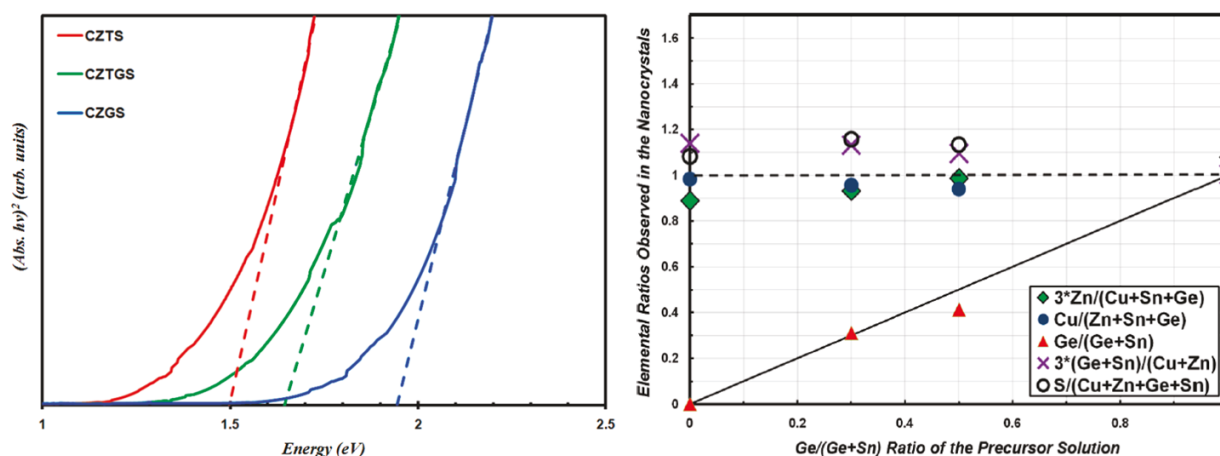 CZTS
CZTGS
CZGS
(Abs. hν)² (arb. units)
1
1.5
2
2.5
Energy (eV)
Elemental Ratios Observed in the Nanocrystals
1.6
1.4
1.2
1
0.8
0.6
0.4
0.2
0
3*Zn/(Cu+Sn+Ge)
Cu/(Zn+Sn+Ge)
Ge/(Ge+Sn)
3*(Ge+Sn)/(Cu+Zn)
S/(Cu+Zn+Ge+Sn)
0
0.2
0.4
0.6
0.8
Ge/(Ge+Sn) Ratio of the Precursor Solution